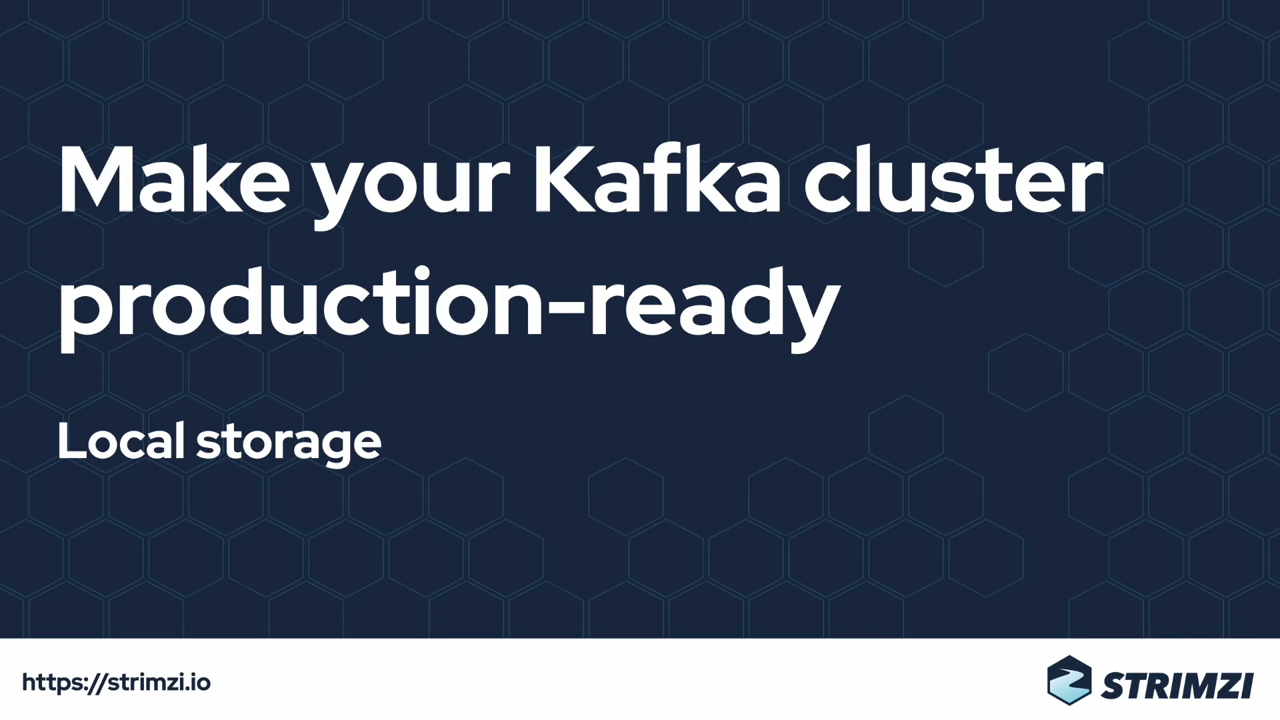 Make your Kafka cluster
production-ready
Local storage
https://strimzi.io
STRIMZI